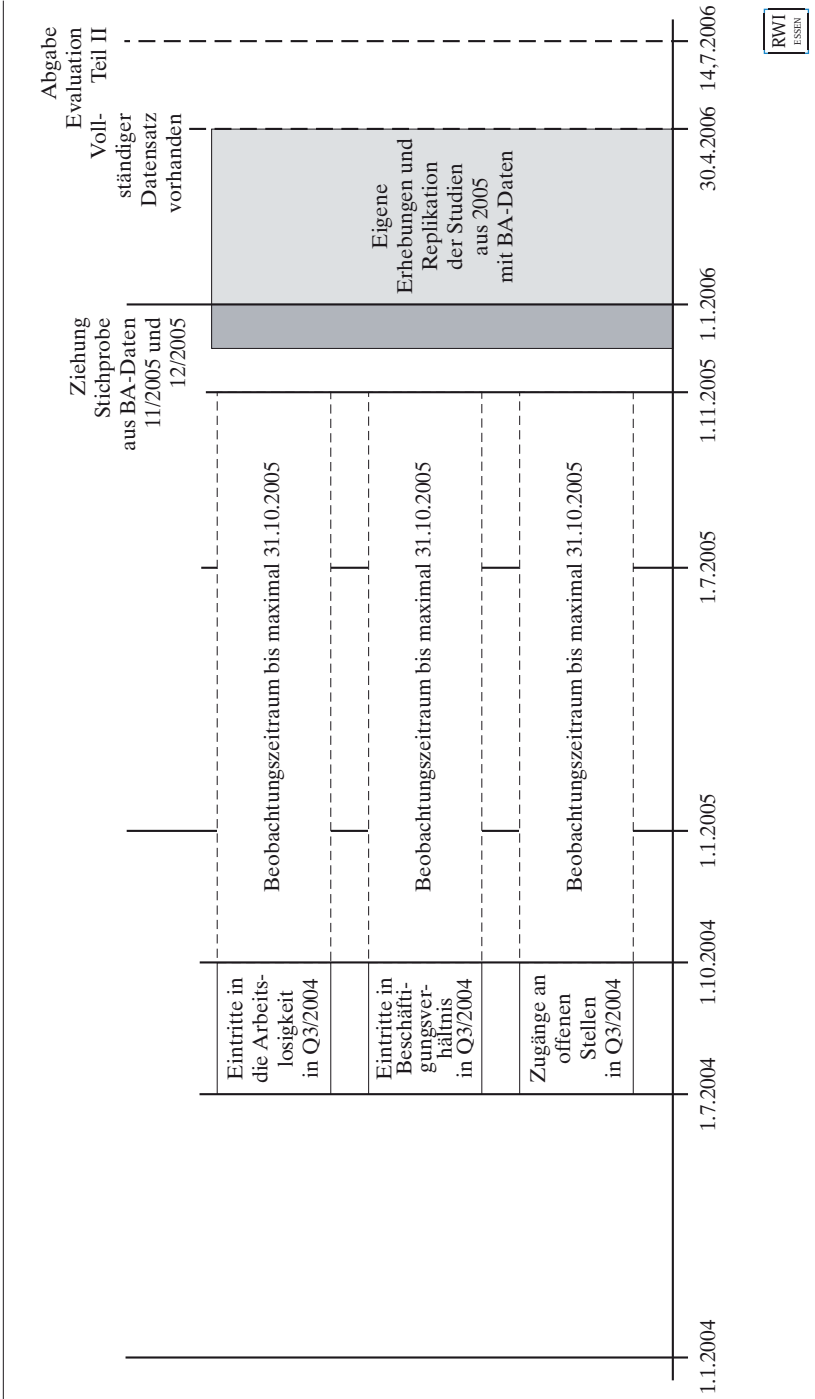 Ziehung
Stichprobe
aus BA-Daten
11/2005 und
12/2005
Abgabe
Evaluation
Teil II
Voll-
ständiger
Datensatz
vorhanden
Eintritte in
die Arbeits-
losigkeit
in Q3/2004
Beobachtungszeitraum bis maximal 31.10.2005
Eintritte in
Beschäfti-
gungsver-
hältnis
in Q3/2004
Beobachtungszeitraum bis maximal 31.10.2005
Zugänge an
offenen
Stellen
in Q3/2004
Beobachtungszeitraum bis maximal 31.10.2005
Eigene
Erhebungen und
Replikation
der Studien
aus 2005
mit BA-Daten
1.1.2004
1.7.2004
1.10.2004
1.1.2005
1.7.2005
1.11.2005
1.1.2006
30.4.2006
14,7.2006
RWI
ESSEN